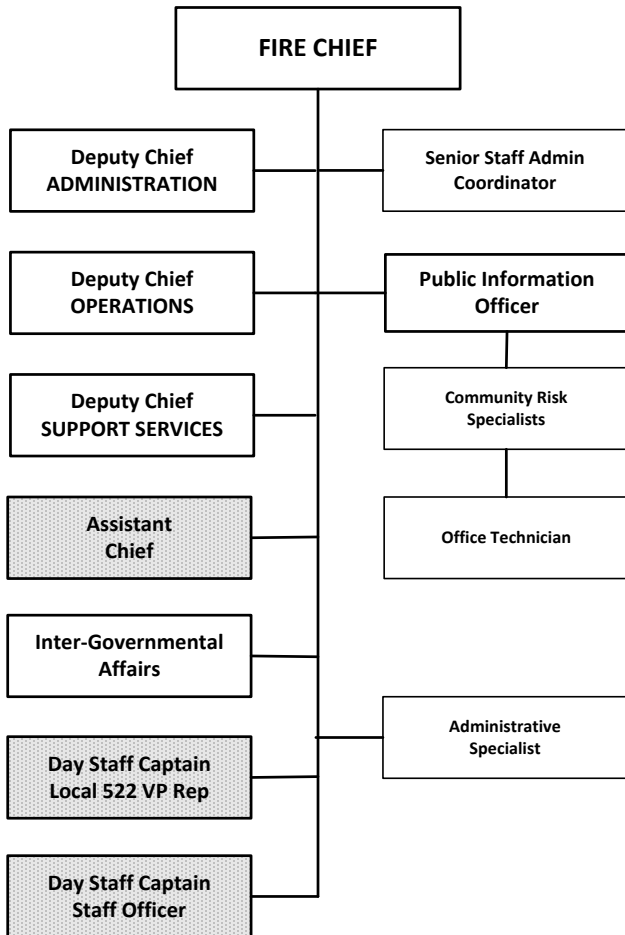 FIRE CHIEF
Deputy Chief
ADMINISTRATION
Senior Staff Admin
Coordinator
Deputy Chief
OPERATIONS
Public Information
Officer
Deputy Chief
SUPPORT SERVICES
Community Risk
Specialists
Assistant
Chief
Office Technician
Inter-Governmental
Affairs
Administrative
Specialist
Day Staff Captain
Local 522 VP Rep
Day Staff Captain
Staff Officer